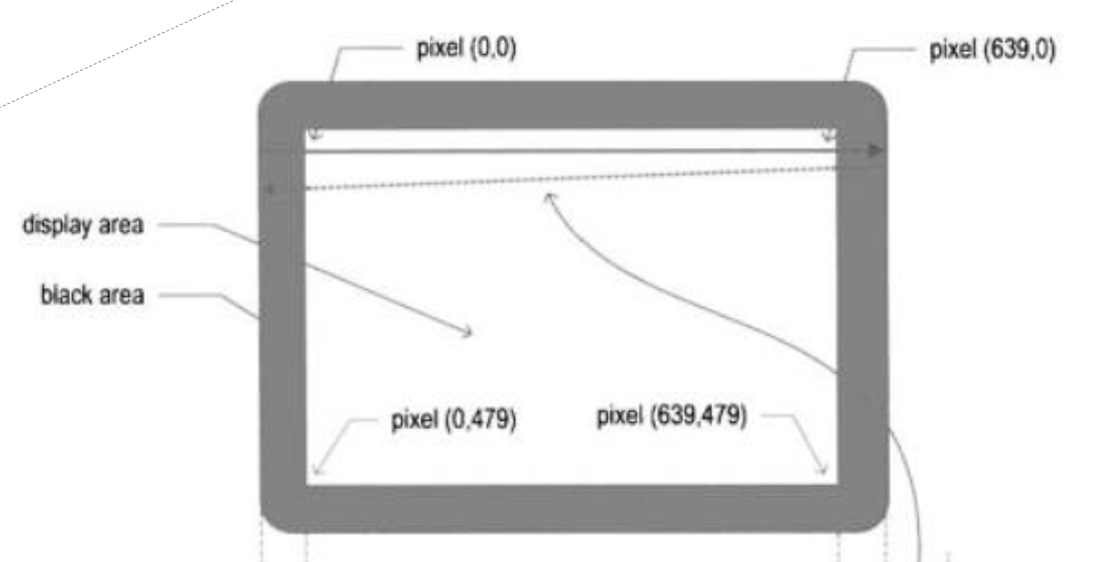 pixel (0,0)
pixel (639,0)
display area
black area
pixel (0,479)
pixel (639,479)